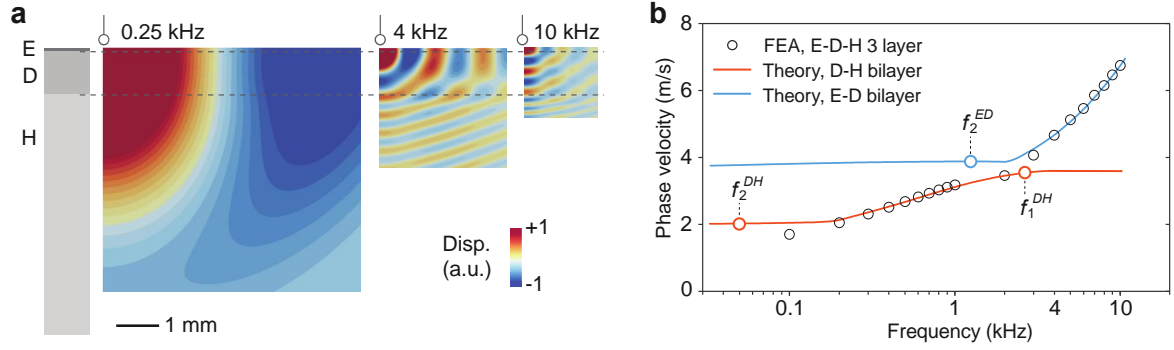 a
0.25 kHz
4 kHz
10 kHz
E
D
H
Disp.
(a.u.)
+1
-1
1 mm
b
Phase velocity (m/s)
8
6
4
2
0
FEA, E-D-H 3 layer
Theory, D-H bilayer
Theory, E-D bilayer
f₂ᴱᴰ
f₂ᴰᴴ
f₁ᴰᴴ
0.1
1
10
Frequency (kHz)